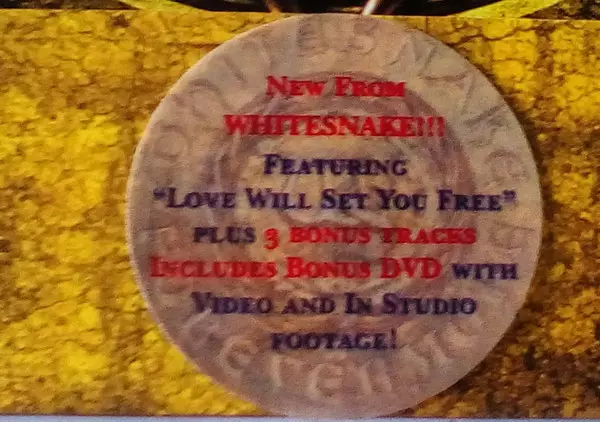 New From
WHITESNAKE!!!
Featuring
"Love Will Set You Free"
plus 3 bonus tracks
Includes Bonus DVD with
Video and In Studio
footage!